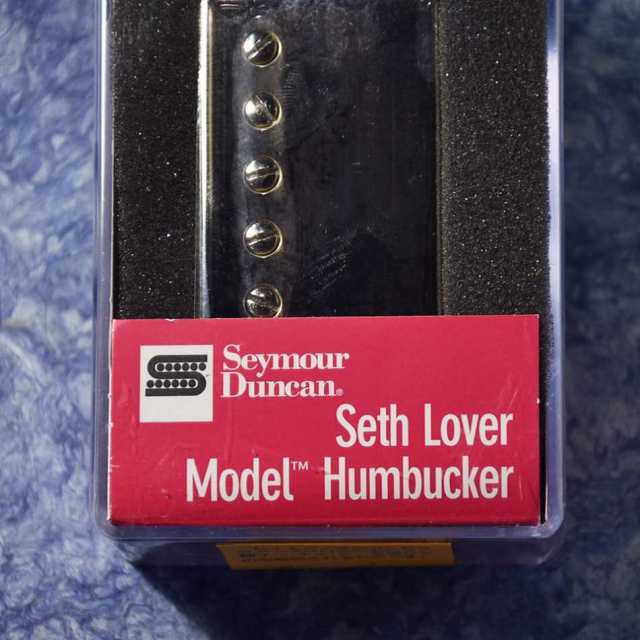 Seymour
Duncan®
Seth Lover
Model™ Humbucker